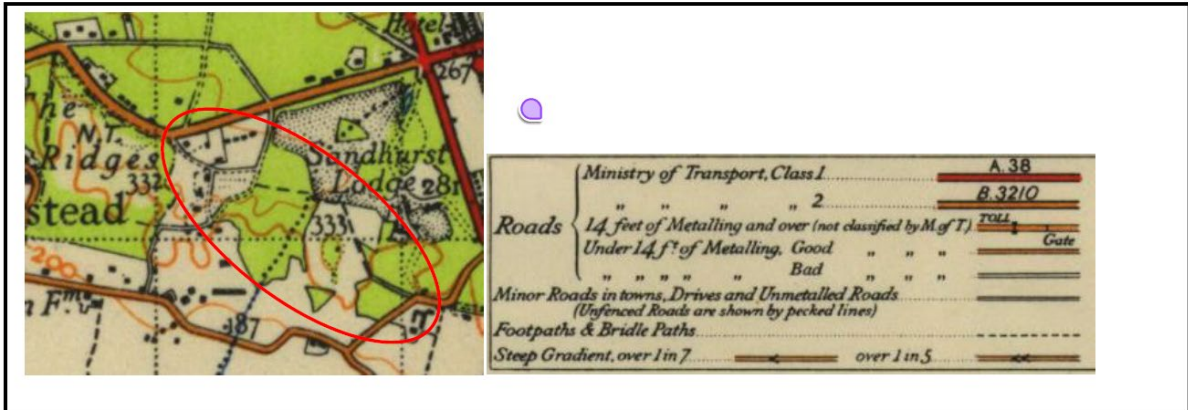 Hotel
267
The
N.T.
Ridges
332
Sandhurst
Lodge 281
stead
333
200
187
T
Roads
Ministry of Transport, Class 1
A.38
„ „ „ „ 2
B.3210
14 feet of Metalling and over (not classified by M. of T.)
TOLL
Gate
Under 14 fᵗ. of Metalling, Good „ „ „
„ „ „ „ „ Bad „ „ „
Minor Roads in towns, Drives and Unmetalled Roads
(Unfenced Roads are shown by pecked lines)
Footpaths & Bridle Paths
Steep Gradient, over 1 in 7 over 1 in 5